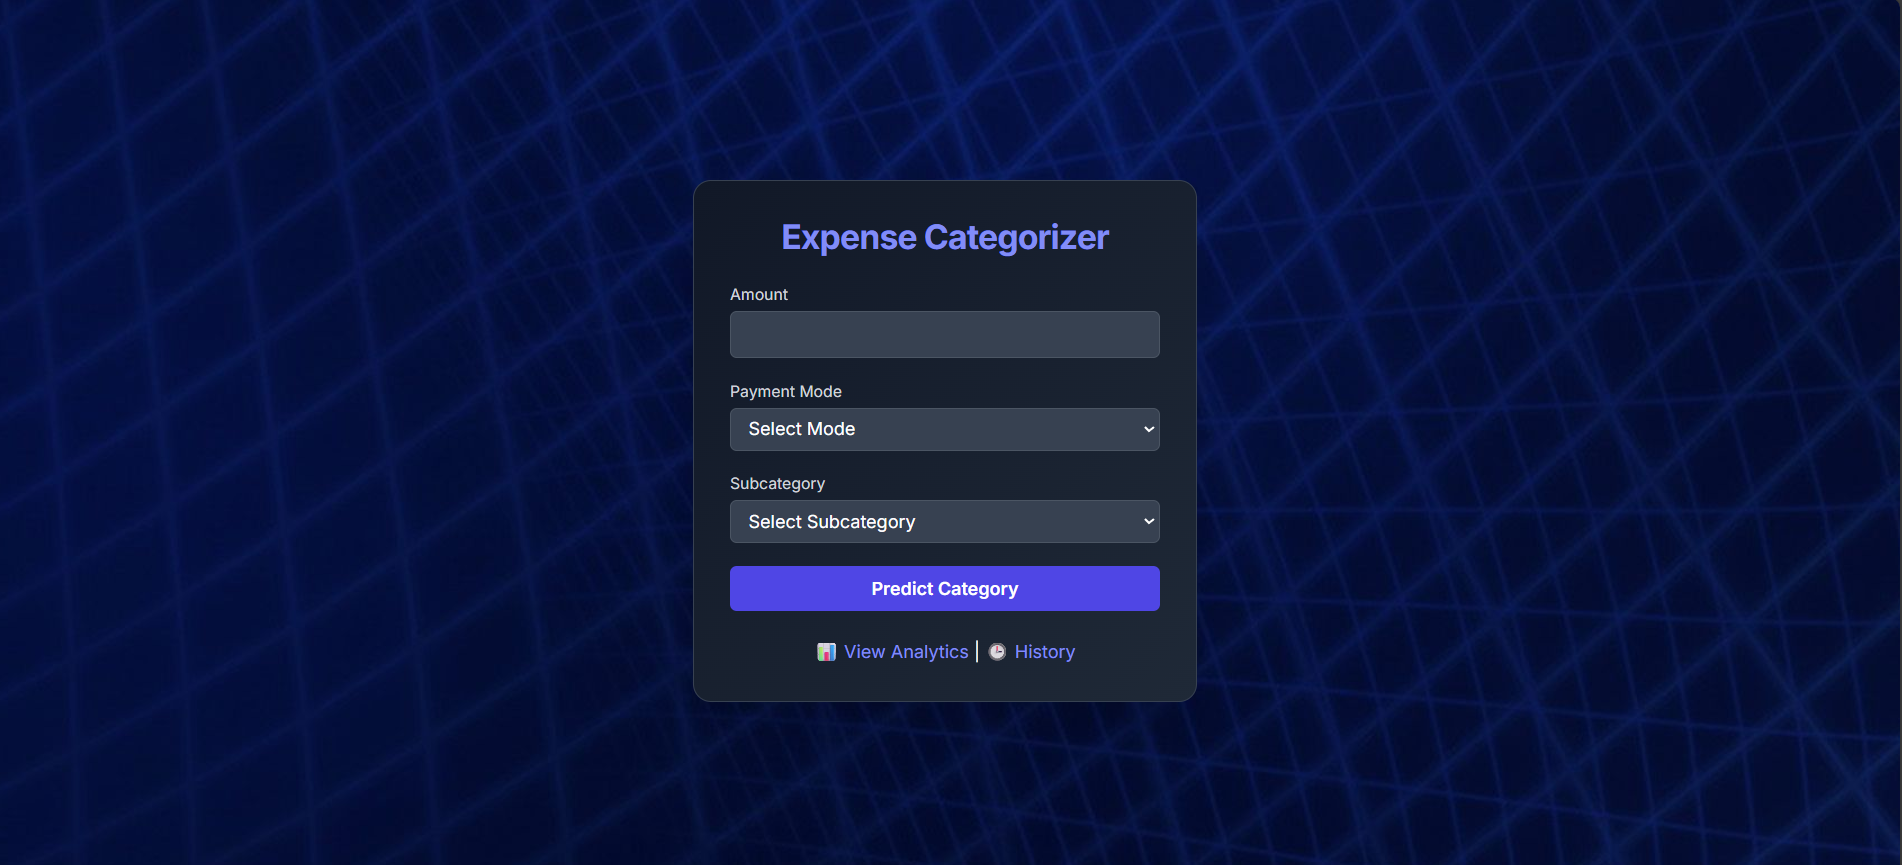 Expense Categorizer
Amount
Payment Mode
Select Mode
Subcategory
Select Subcategory
Predict Category
📊 View Analytics | 🕒 History